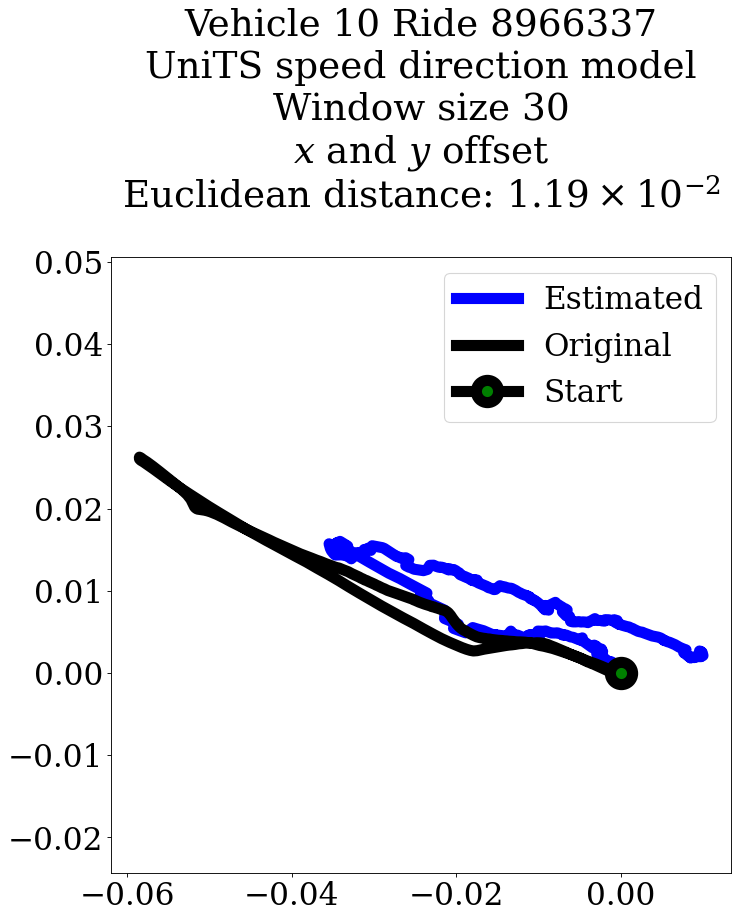 Vehicle 10 Ride 8966337
UniTS speed direction model
Window size 30
x and y offset
Euclidean distance: 1.19 × 10⁻²
Estimated
Original
Start
0.05
0.04
0.03
0.02
0.01
0.00
−0.01
−0.02
−0.06
−0.04
−0.02
0.00